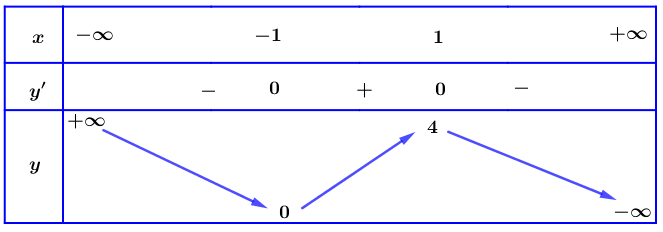 x −∞ −1 1 +∞
y′ − 0 + 0 −
+∞ 4
y
0 −∞